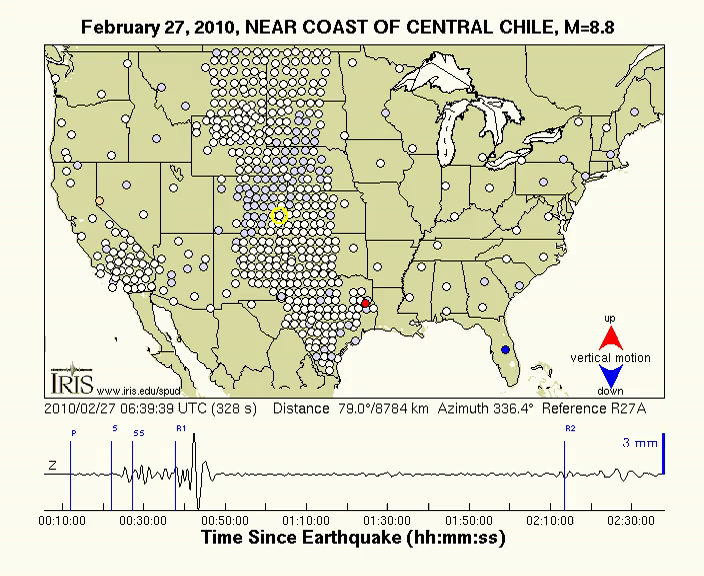 February 27, 2010, NEAR COAST OF CENTRAL CHILE, M=8.8
up
vertical motion
down
IRIS www.iris.edu/spud
2010/02/27 06:39:39 UTC (328 s) Distance 79.0°/8784 km Azimuth 336.4° Reference R27A
P S SS R1 R2
3 mm
Z
00:10:00 00:30:00 00:50:00 01:10:00 01:30:00 01:50:00 02:10:00 02:30:00
Time Since Earthquake (hh:mm:ss)